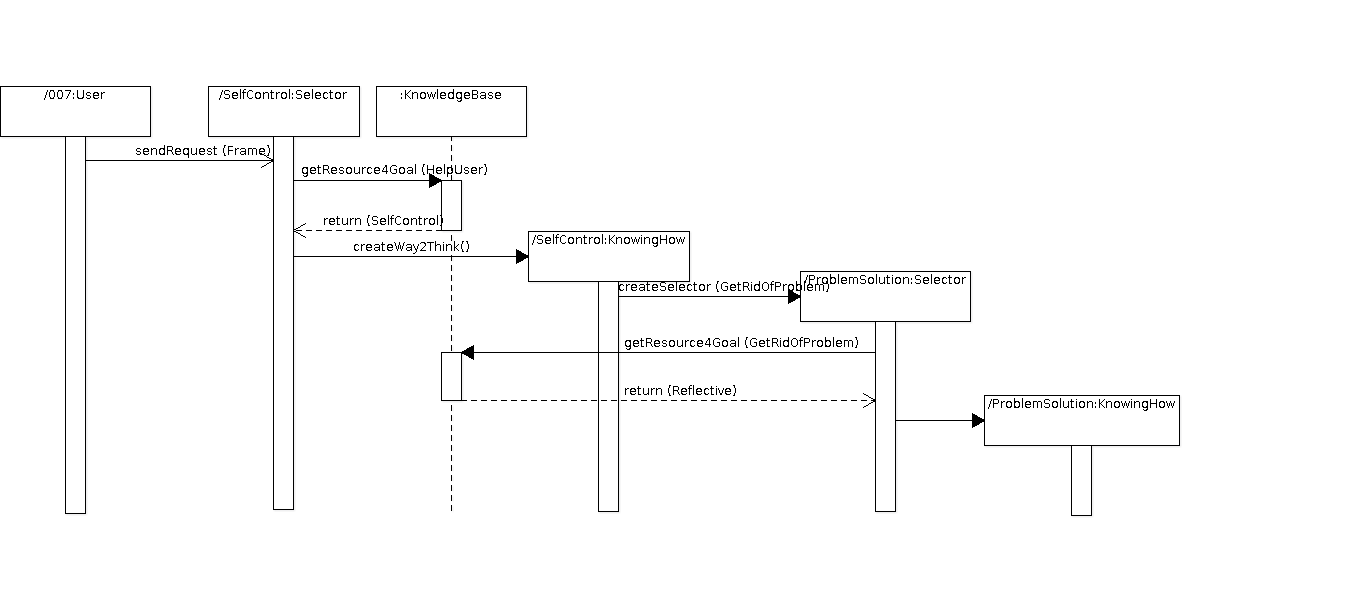 /007:User
/SelfControl:Selector
:KnowledgeBase
sendRequest (Frame)
getResource4Goal (HelpUser)
return (SelfControl)
/SelfControl:KnowingHow
createWay2Think()
/ProblemSolution:Selector
createSelector (GetRidOfProblem)
getResource4Goal (GetRidOfProblem)
return (Reflective)
/ProblemSolution:KnowingHow